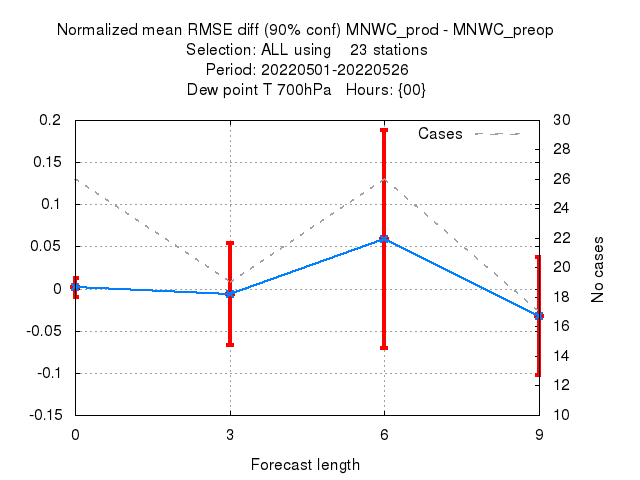 Normalized mean RMSE diff (90% conf) MNWC_prod - MNWC_preop
Selection: ALL using    23 stations
Period: 20220501-20220526
Dew point T 700hPa   Hours: {00}
Cases
0.2
0.15
0.1
0.05
0
-0.05
-0.1
-0.15
30
28
26
24
22
20
18
16
14
12
10
No cases
0 3 6 9
Forecast length